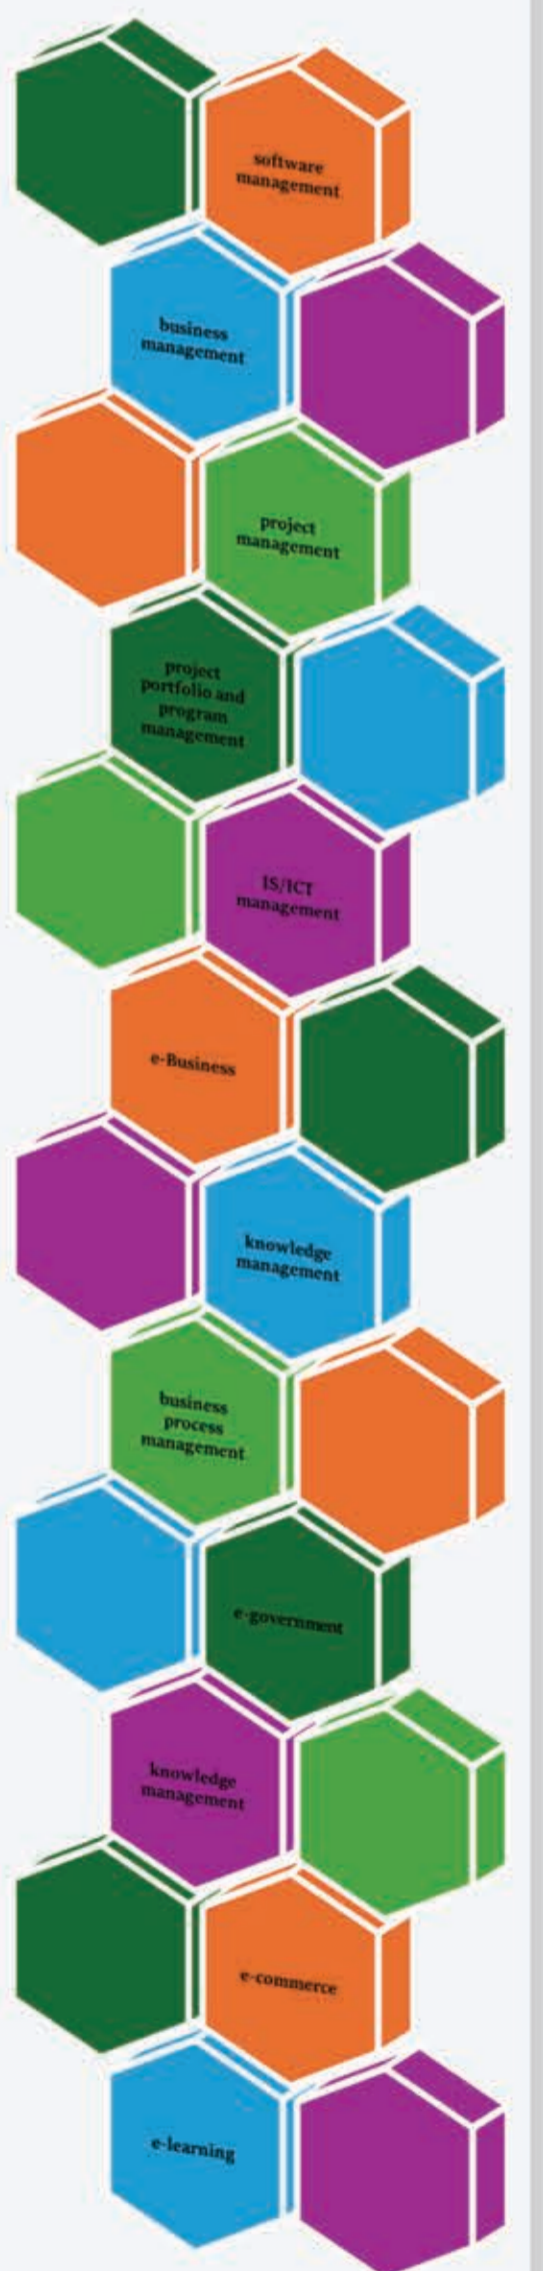 software
management
business
management
project
management
project
portfolio and
program
management
IS/ICT
management
e-Business
knowledge
management
business
process
management
e-government
knowledge
management
e-commerce
e-learning